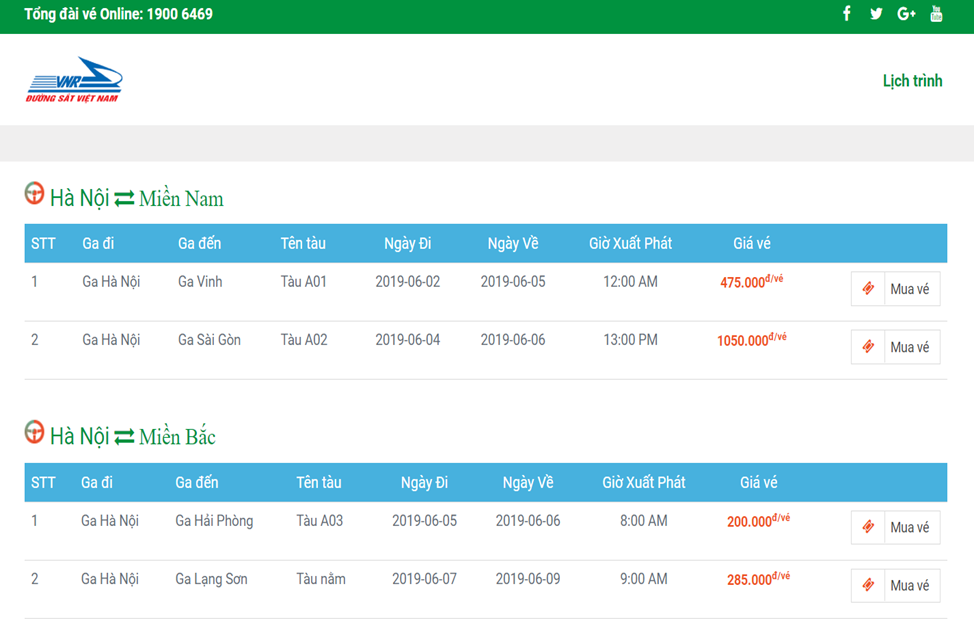 Tổng đài vé Online: 1900 6469
VNR
ĐƯỜNG SẮT VIỆT NAM
Lịch trình
Hà Nội Miền Nam
STT Ga đi Ga đến Tên tàu Ngày Đi Ngày Về Giờ Xuất Phát Giá vé
1 Ga Hà Nội Ga Vinh Tàu A01 2019-06-02 2019-06-05 12:00 AM 475.000đ/vé Mua vé
2 Ga Hà Nội Ga Sài Gòn Tàu A02 2019-06-04 2019-06-06 13:00 PM 1050.000đ/vé Mua vé
Hà Nội Miền Bắc
STT Ga đi Ga đến Tên tàu Ngày Đi Ngày Về Giờ Xuất Phát Giá vé
1 Ga Hà Nội Ga Hải Phòng Tàu A03 2019-06-05 2019-06-06 8:00 AM 200.000đ/vé Mua vé
2 Ga Hà Nội Ga Lạng Sơn Tàu nằm 2019-06-07 2019-06-09 9:00 AM 285.000đ/vé Mua vé